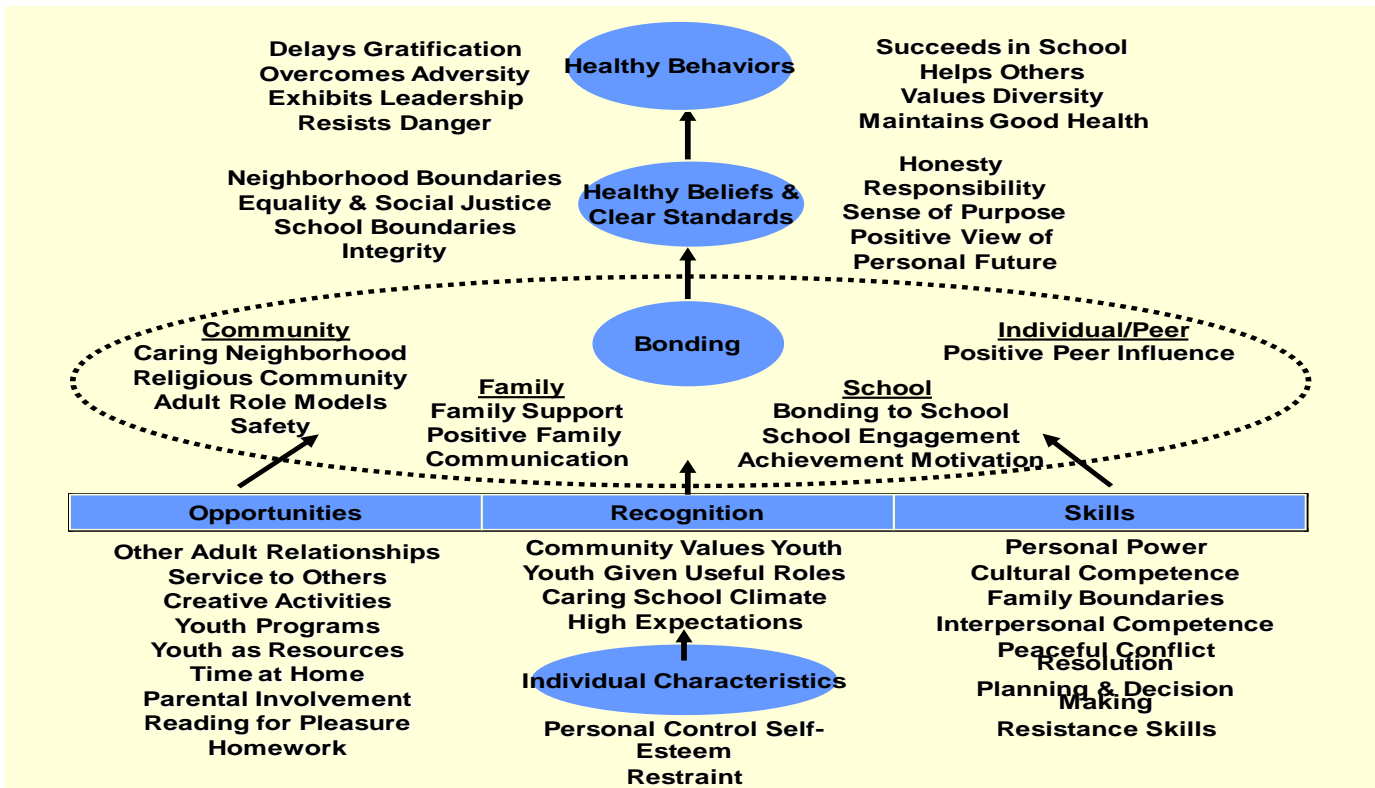 Delays Gratification
Overcomes Adversity
Exhibits Leadership
Resists Danger
Healthy Behaviors
Succeeds in School
Helps Others
Values Diversity
Maintains Good Health
Neighborhood Boundaries
Equality & Social Justice
School Boundaries
Integrity
Healthy Beliefs &
Clear Standards
Honesty
Responsibility
Sense of Purpose
Positive View of
Personal Future
Community
Caring Neighborhood
Religious Community
Adult Role Models
Safety
Family
Family Support
Positive Family
Communication
Bonding
School
Bonding to School
School Engagement
Achievement Motivation
Individual/Peer
Positive Peer Influence
Opportunities
Recognition
Skills
Other Adult Relationships
Service to Others
Creative Activities
Youth Programs
Youth as Resources
Time at Home
Parental Involvement
Reading for Pleasure
Homework
Community Values Youth
Youth Given Useful Roles
Caring School Climate
High Expectations
Individual Characteristics
Personal Control Self-
Esteem
Restraint
Personal Power
Cultural Competence
Family Boundaries
Interpersonal Competence
Peaceful Conflict
Resolution
Planning & Decision
Making
Resistance Skills